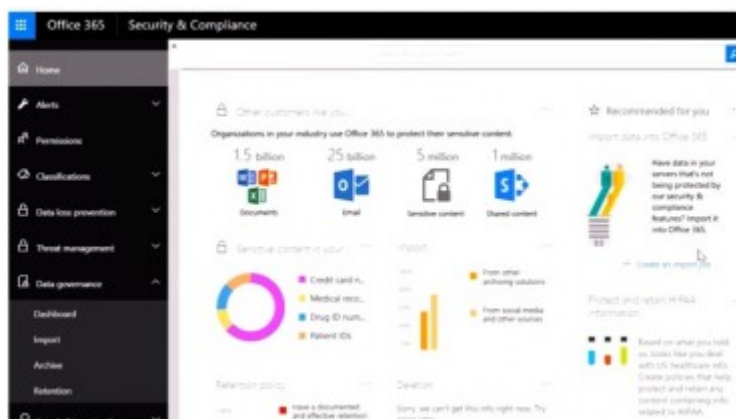 Office 365 Security & Compliance
Home
Alerts
Permissions
Classifications
Data loss prevention
Threat management
Data governance
Dashboard
Import
Archive
Retention
Other customers like you
Organizations in your industry use Office 365 to protect their sensitive content.
1.5 billion
25 billion
5 million
1 million
Documents
Email
Sensitive content
Shared content
Sensitive content in your
Credit card n...
Medical reco...
Drug ID num...
Patient IDs
Import
From other
archiving solutions
From social media
and other sources
Retention policy
Have a documented
and effective retention
Deletion
Sorry, we can't get this info right now. Try
Recommended for you
Import data into Office 365
Have data in your
servers that's not
being protected by
our security &
compliance
features? Import it
into Office 365.
Create an import job
Protect and retain HIPAA
information
Based on what you told
us, looks like you deal
with US healthcare info.
Create policies that help
protect and retain any
content containing info
related to HIPAA.